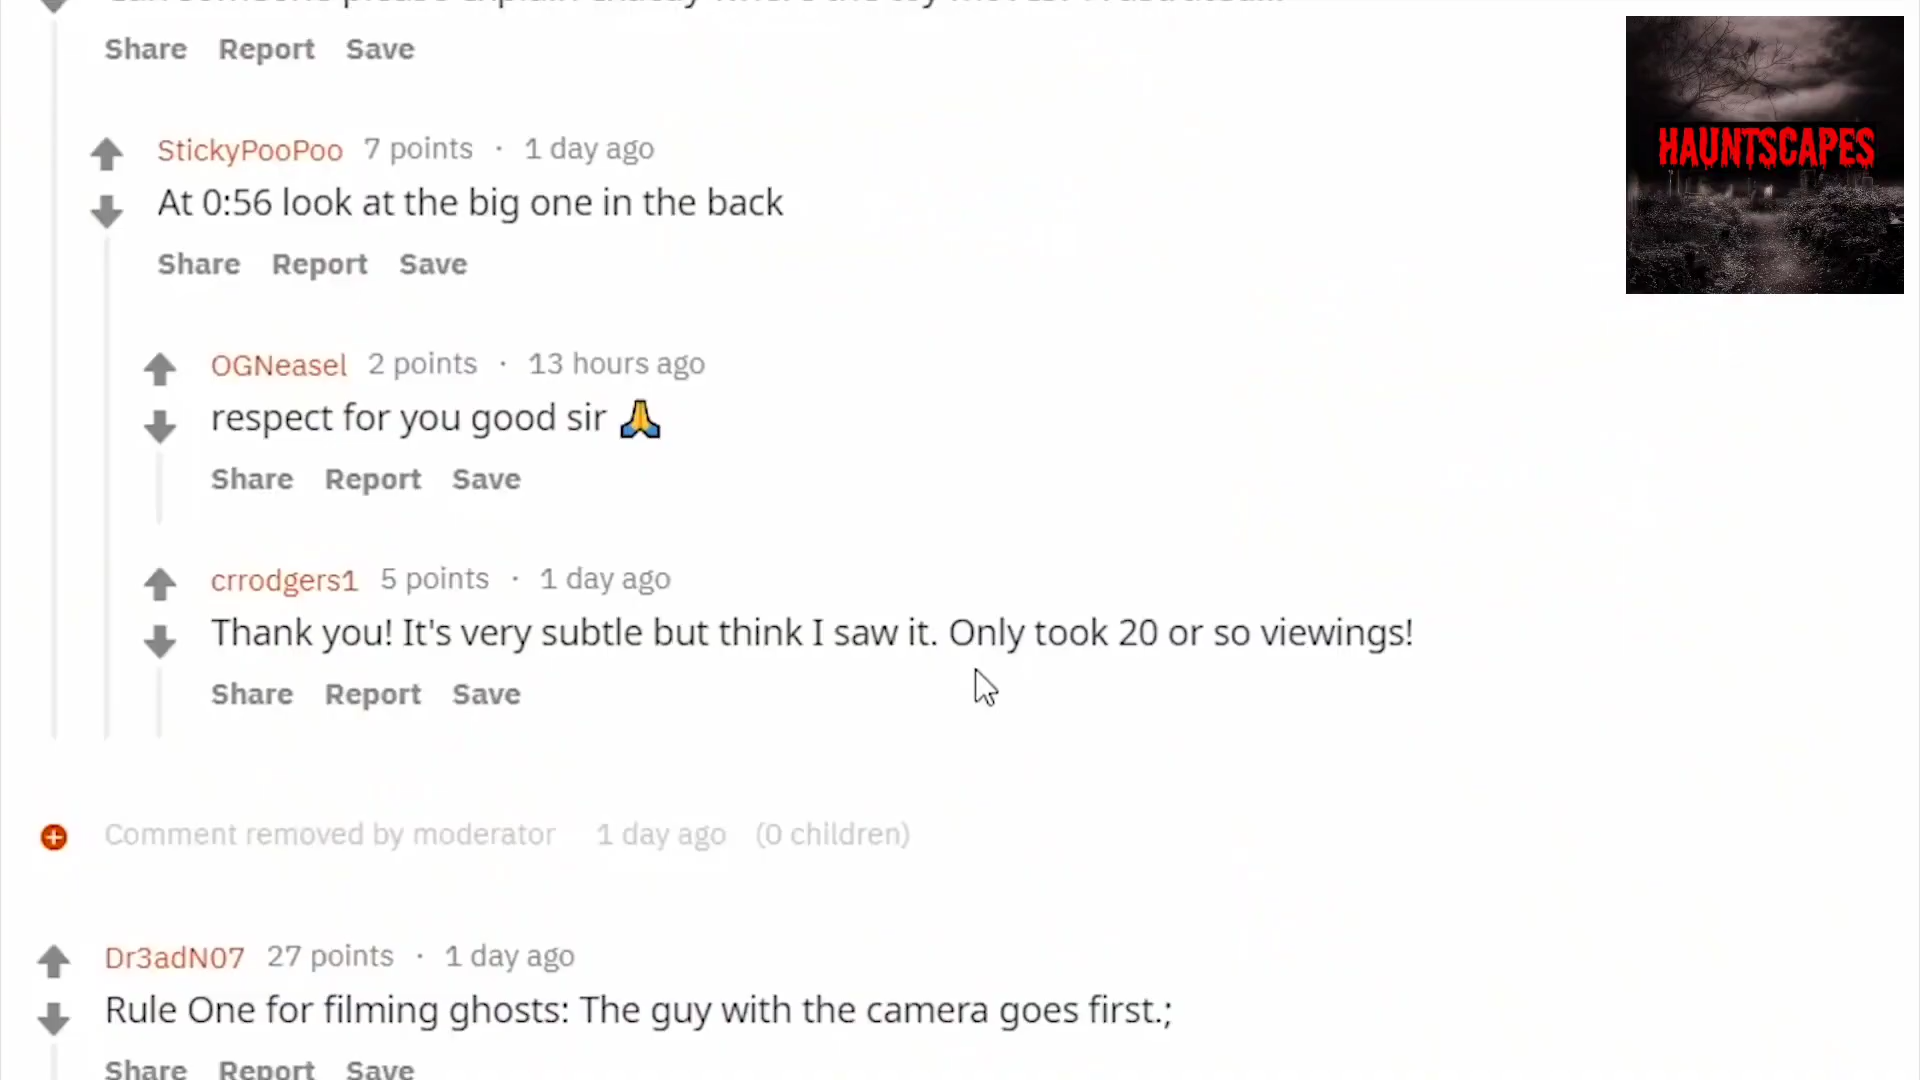 Share Report Save
HAUNTSCAPES
StickyPooPoo 7 points · 1 day ago
At 0:56 look at the big one in the back
Share Report Save
OGNeasel 2 points · 13 hours ago
respect for you good sir 🙏
Share Report Save
crrodgers1 5 points · 1 day ago
Thank you! It's very subtle but think I saw it. Only took 20 or so viewings!
Share Report Save
Comment removed by moderator 1 day ago (0 children)
Dr3adN07 27 points · 1 day ago
Rule One for filming ghosts: The guy with the camera goes first.;
Share Report Save